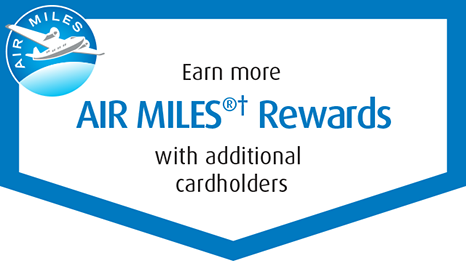 AIR MILES
Earn more
AIR MILES®† Rewards
with additional
cardholders